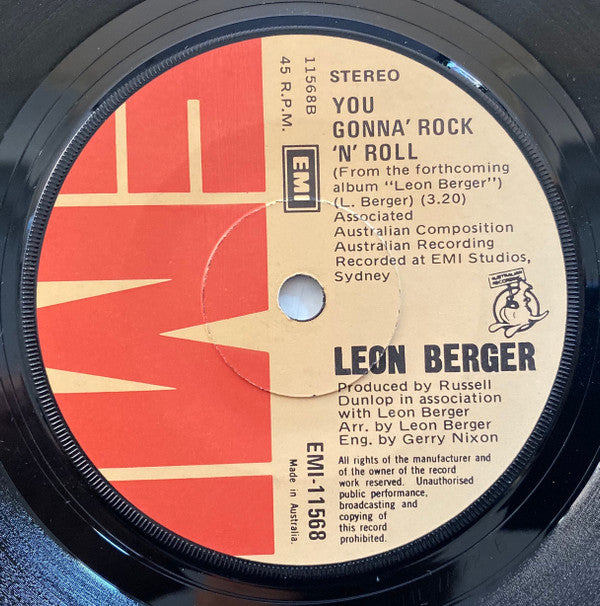 STEREO
11568B
45 R.P.M.
EMI
YOU
GONNA' ROCK
'N' ROLL
(From the forthcoming
album "Leon Berger")
(L. Berger) (3.20)
Associated
Australian Composition
Australian Recording
Recorded at EMI Studios,
Sydney
AUSTRALIAN
RECORDING
LEON BERGER
Produced by Russell
Dunlop in association
with Leon Berger
Arr. by Leon Berger
Eng. by Gerry Nixon
EMI-11568
Made in Australia.
All rights of the manufacturer and
of the owner of the record
work reserved. Unauthorised
public performance,
broadcasting and
copying of
this record
prohibited.
EMI